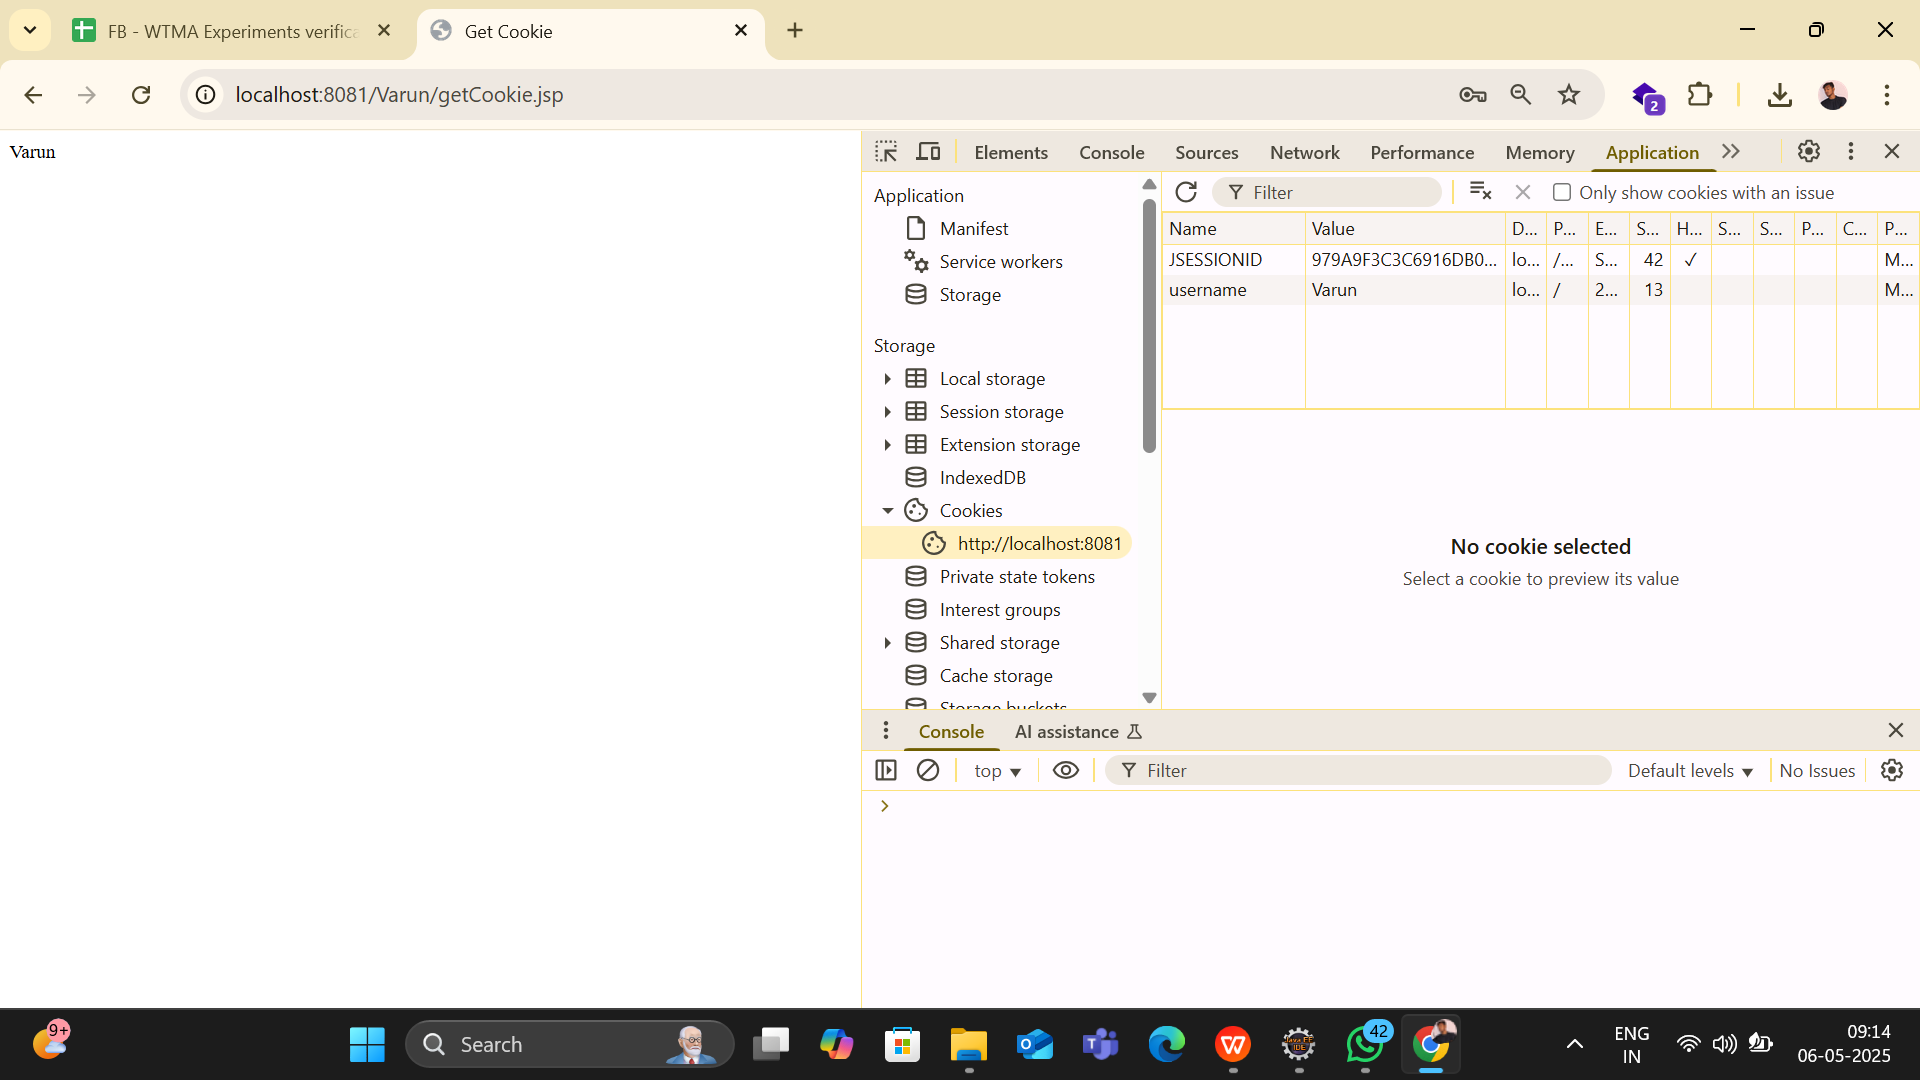 FB - WTMA Experiments verifica
Get Cookie
localhost:8081/Varun/getCookie.jsp
2
Varun
Elements
Console
Sources
Network
Performance
Memory
Application
Application
Manifest
Service workers
Storage
Storage
Local storage
Session storage
Extension storage
IndexedDB
Cookies
http://localhost:8081
Private state tokens
Interest groups
Shared storage
Cache storage
Storage buckets
Filter
Only show cookies with an issue
Name Value D... P... E... S... H... S... S... P... C... P...
JSESSIONID 979A9F3C3C6916DB0... lo... /... S... 42 ✓ M...
username Varun lo... / 2... 13 M...
No cookie selected
Select a cookie to preview its value
Console
AI assistance
top
Filter
Default levels
No Issues
9+
Search
42
ENG
IN
09:14
06-05-2025